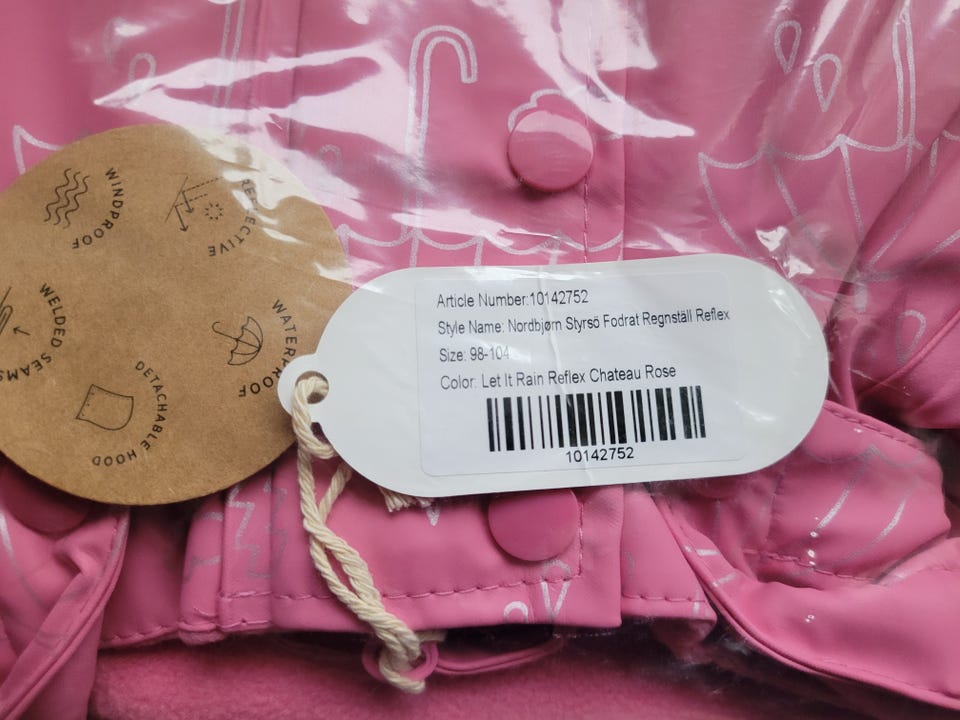 WINDPROOF
REFLECTIVE
WELDED SEAMS
WATERPROOF
DETACHABLE HOOD
Article Number:10142752
Style Name: Nordbjørn Styrsö Fodrat Regnställ Reflex
Size: 98-104
Color: Let It Rain Reflex Chateau Rose
10142752